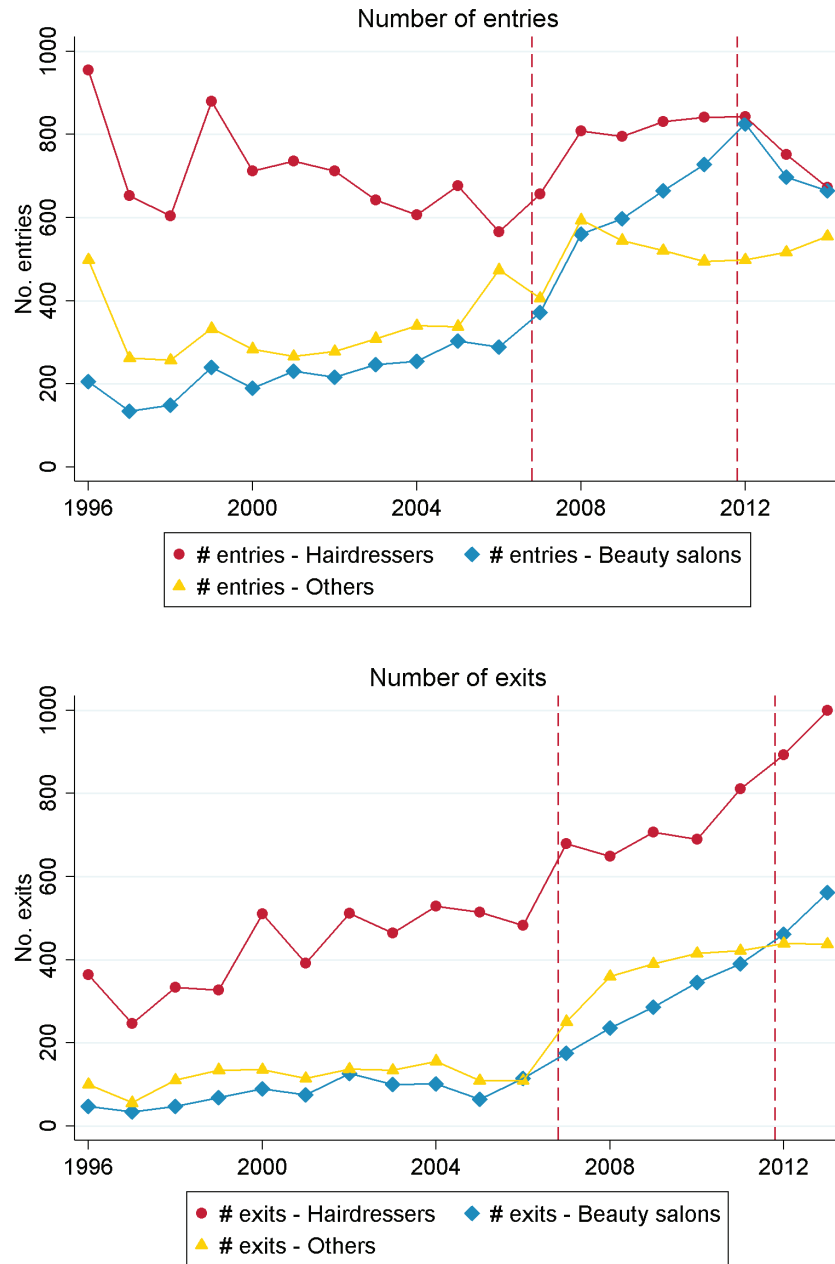 Number of entries
No. entries
1000
800
600
400
200
0
1996 2000 2004 2008 2012
# entries - Hairdressers # entries - Beauty salons
# entries - Others
Number of exits
No. exits
1000
800
600
400
200
0
1996 2000 2004 2008 2012
# exits - Hairdressers # exits - Beauty salons
# exits - Others